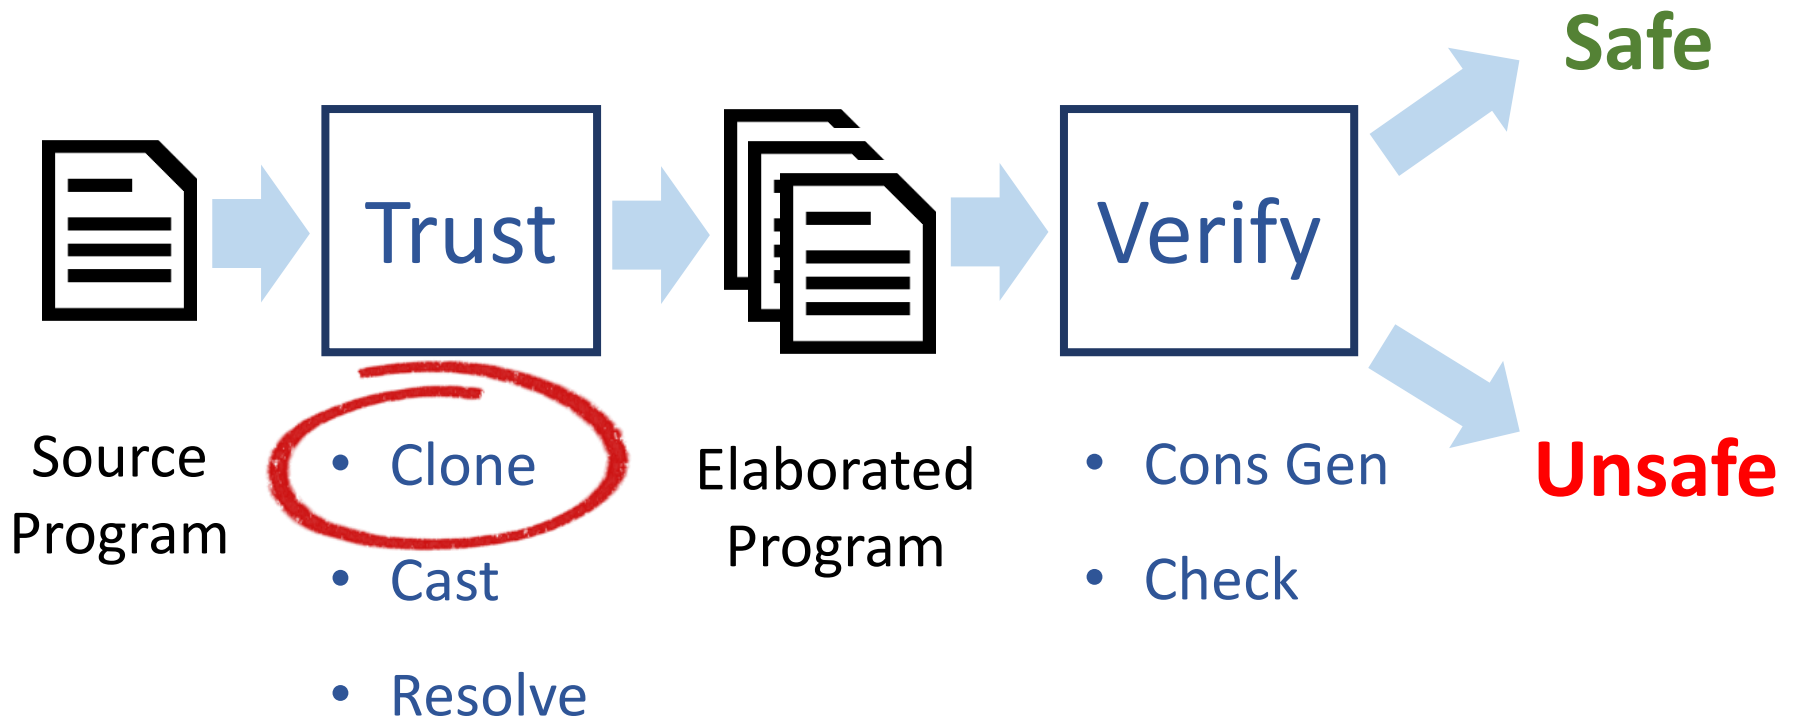 Safe
Trust
Verify
Source
Program
• Clone
• Cast
• Resolve
Elaborated
Program
• Cons Gen
• Check
Unsafe